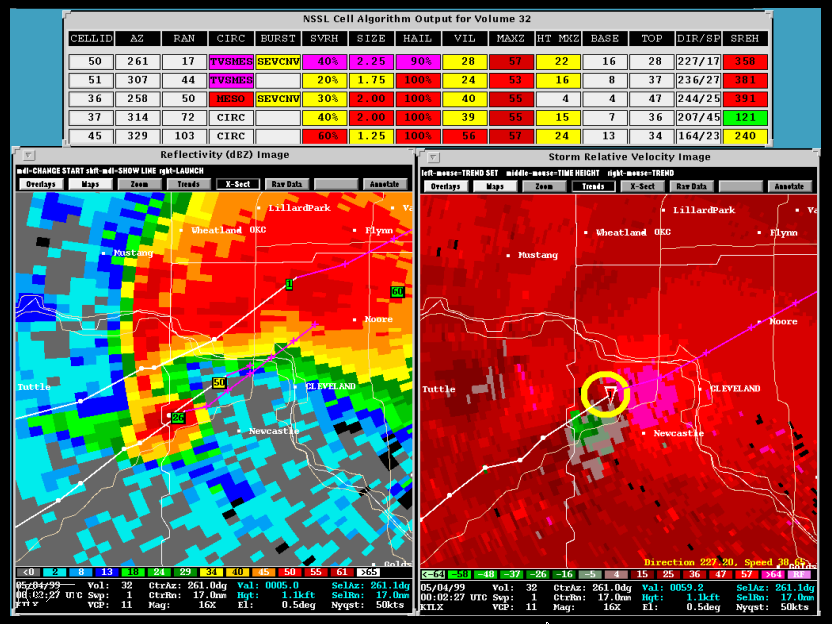 NSSL Cell Algorithm Output for Volume 32
CELLID AZ RAN CIRC BURST SVRH SIZE HAIL VIL MAXZ HT MXZ BASE TOP DIR/SP SREH
50 261 17 TVSMES SEVCNV 40% 2.25 90% 28 57 22 16 28 227/17 358
51 307 44 TVSMES 20% 1.75 100% 24 53 16 8 37 236/27 381
36 258 50 MESO SEVCNV 30% 2.00 100% 40 55 4 4 47 244/25 391
37 314 72 CIRC 40% 2.00 100% 39 55 15 7 36 207/45 121
45 329 103 CIRC 60% 1.25 100% 56 57 24 13 34 164/23 240
Reflectivity (dBZ) Image
mdl-CHANGE START shft-mdl-SHOW LINE rght-LAUNCH
Overlays Maps Zoom Trends X-Sect Raw Data Annotate
LillardPark
Wheatland OKC
Flynn
Mustang
60
Moore
Tuttle
50
CLEVELAND
26
Newcastle
Golds
<0 2 8 13 18 24 29 34 40 45 50 55 61 >65
05/04/99 Vol: 32 CtrAz: 261.0dg Val: 0005.0 SelAz: 261.1dg
00:02:27 UTC Swp: 1 CtrRn: 17.0nm Hgt: 1.1kft SelRn: 17.0nm
KTLX VCP: 11 Mag: 16X El: 0.5deg Nyqst: 50kts
Storm Relative Velocity Image
left-mouse=TREND SET middle-mouse=TIME HEIGHT right-mouse=TREND
Overlays Maps Zoom Trends X-Sect Raw Data Annotate
LillardPark
Wheatland OKC
Flynn
Mustang
Moore
Tuttle
CLEVELAND
Newcastle
Direction 227.20, Speed
Golds
<-64 -50 -48 -37 -26 -16 -5 4 15 25 36 47 57 >64 RF
05/04/99 Vol: 32 CtrAz: 261.0dg Val: 0059.2 SelAz: 261.1dg
00:02:27 UTC Swp: 1 CtrRn: 17.0nm Hgt: 1.1kft SelRn: 17.0nm
KTLX VCP: 11 Mag: 16X El: 0.5deg Nyqst: 50kts